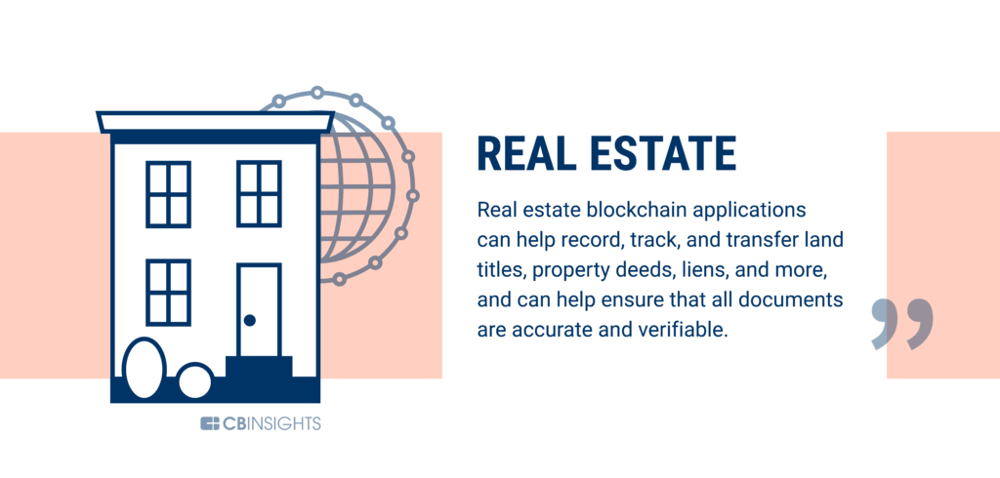 REAL ESTATE
Real estate blockchain applications
can help record, track, and transfer land
titles, property deeds, liens, and more,
and can help ensure that all documents
are accurate and verifiable.
”
CBINSIGHTS